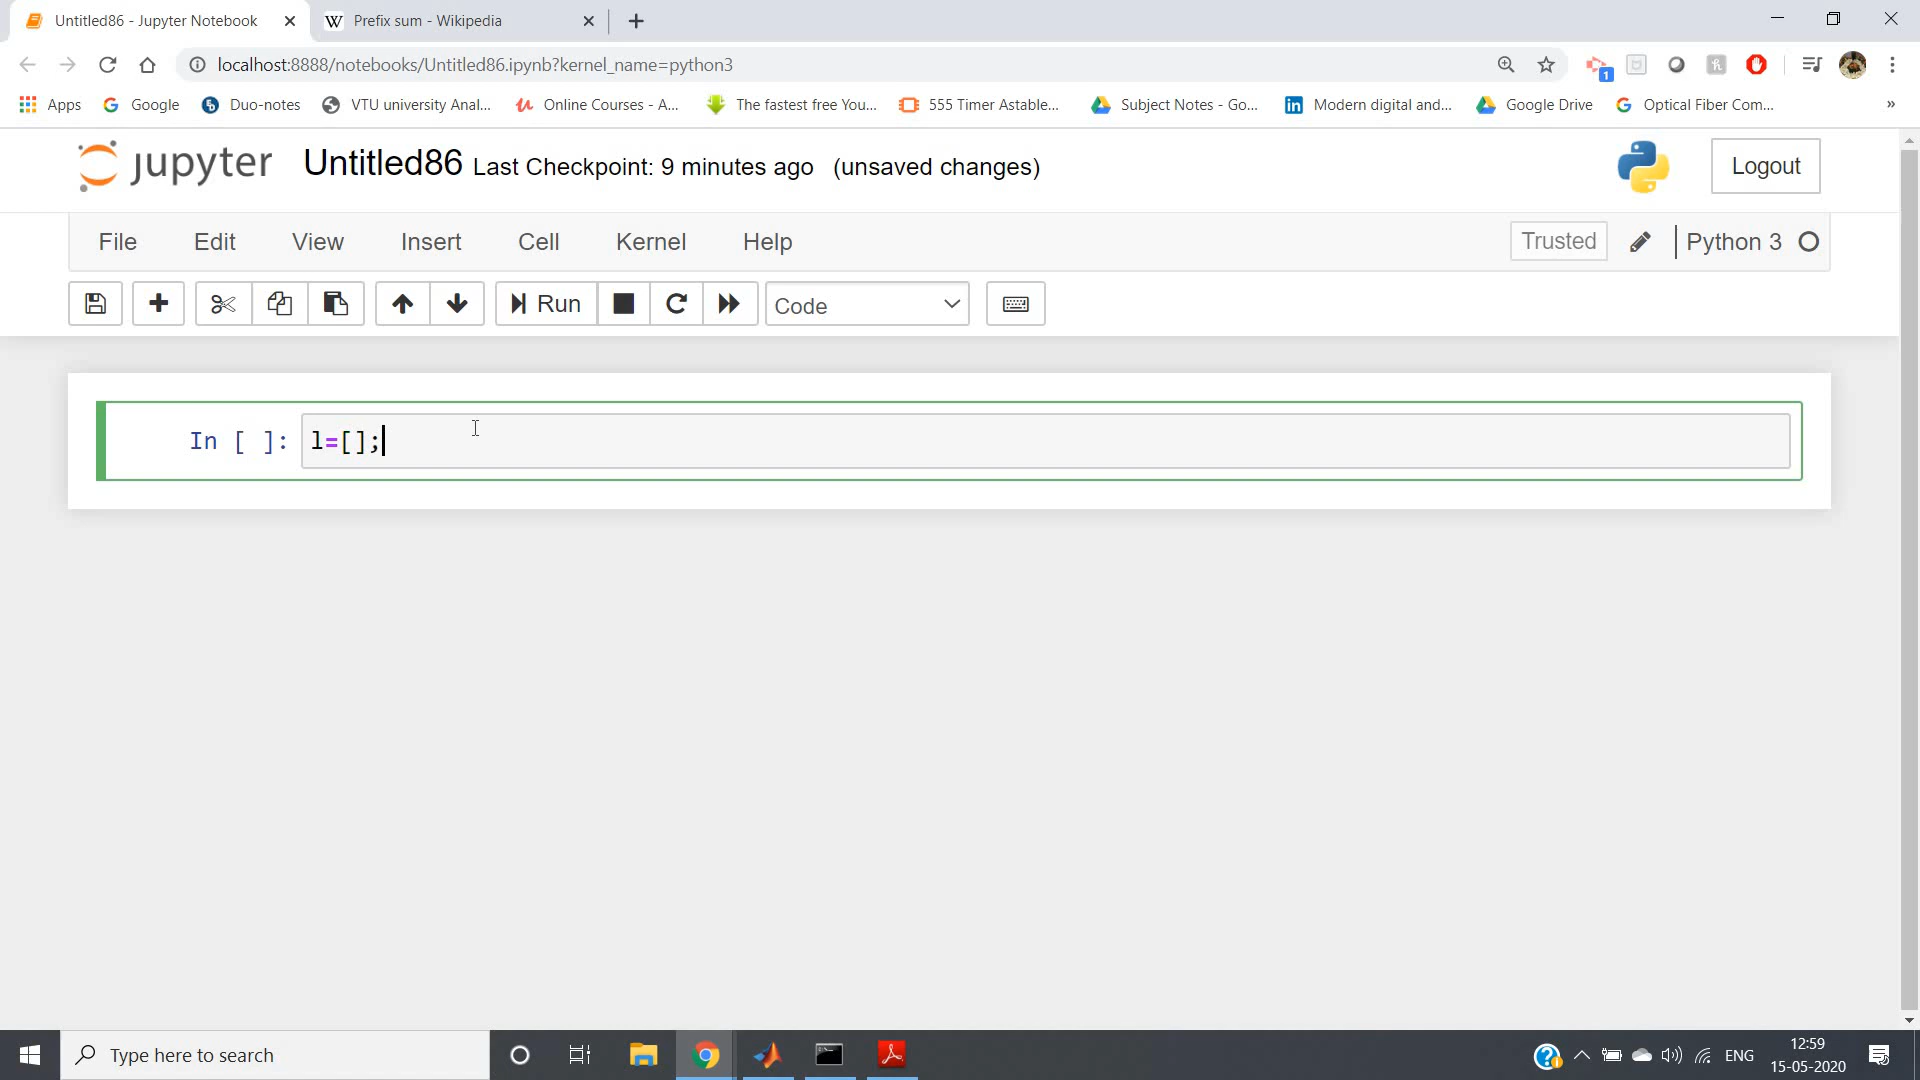 Untitled86 - Jupyter Notebook
Prefix sum - Wikipedia
localhost:8888/notebooks/Untitled86.ipynb?kernel_name=python3
1
Apps Google Duo-notes VTU university Anal... Online Courses - A... The fastest free You... 555 Timer Astable... Subject Notes - Go... Modern digital and... Google Drive Optical Fiber Com... »
jupyter Untitled86 Last Checkpoint: 9 minutes ago (unsaved changes) Logout
File Edit View Insert Cell Kernel Help Trusted Python 3
Run Code
In [ ]: l=[];
Type here to search
ENG
12:59
15-05-2020